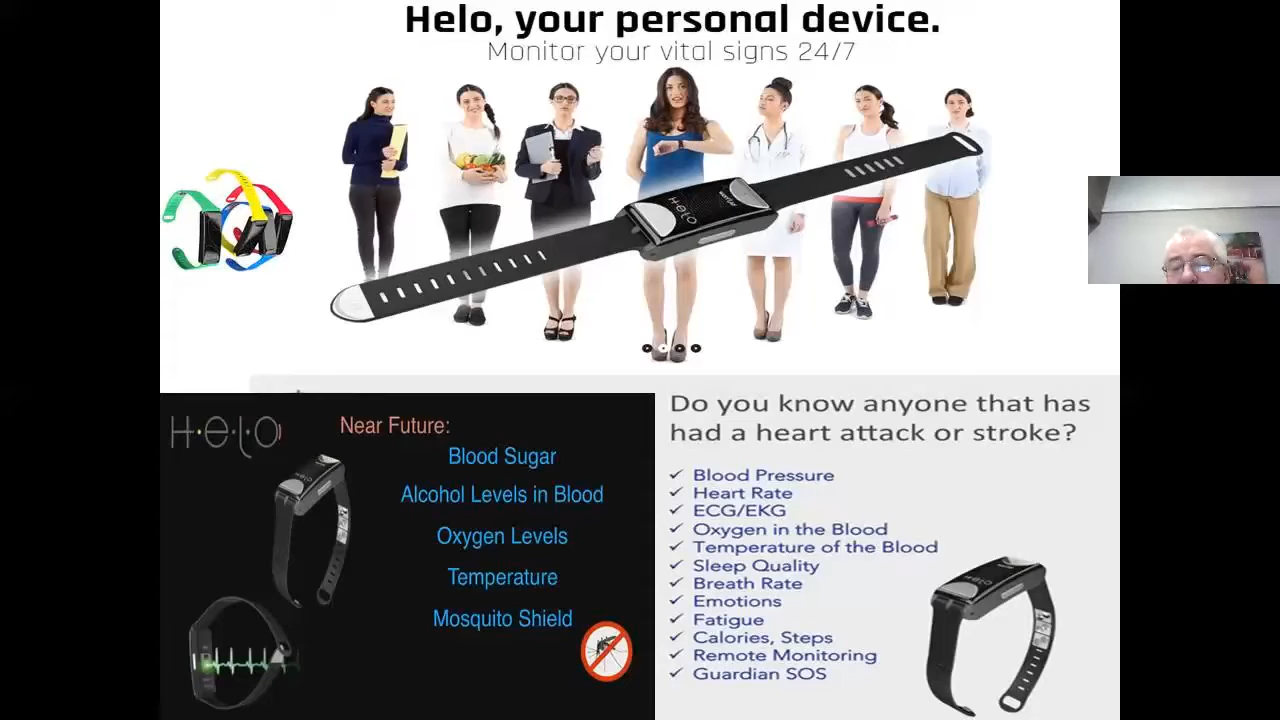 Helo, your personal device.
Monitor your vital signs 24/7
Helo
Helo
Near Future:
Blood Sugar
Alcohol Levels in Blood
Oxygen Levels
Temperature
Mosquito Shield
Do you know anyone that has
had a heart attack or stroke?
✓ Blood Pressure
✓ Heart Rate
✓ ECG/EKG
✓ Oxygen in the Blood
✓ Temperature of the Blood
✓ Sleep Quality
✓ Breath Rate
✓ Emotions
✓ Fatigue
✓ Calories, Steps
✓ Remote Monitoring
✓ Guardian SOS
Helo